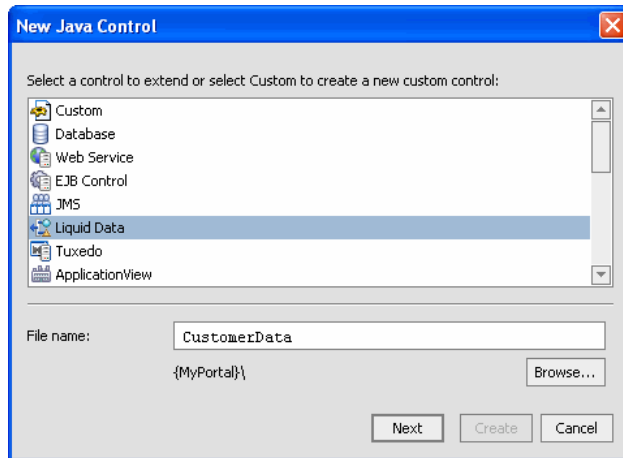 New Java Control
Select a control to extend or select Custom to create a new custom control:
Custom
Database
Web Service
EJB Control
JMS
Liquid Data
Tuxedo
ApplicationView
File name:
CustomerData
{MyPortal}\
Browse...
Next
Create
Cancel